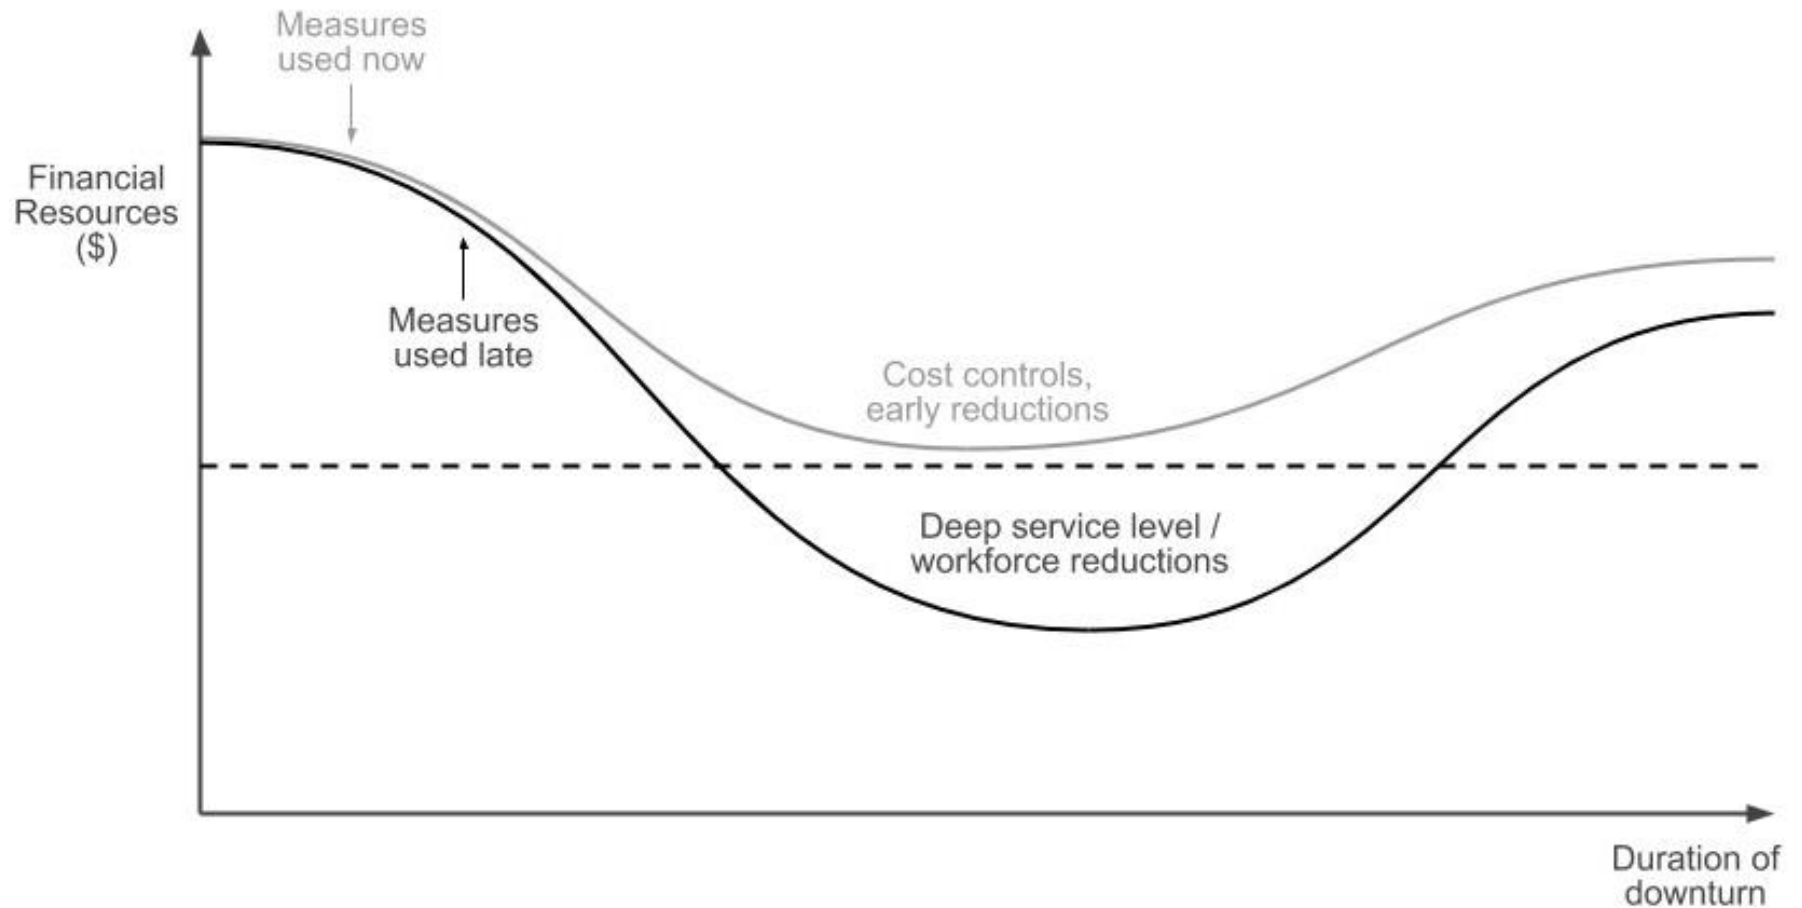 Measures
used now
Financial
Resources
($)
Measures
used late
Cost controls,
early reductions
Deep service level /
workforce reductions
Duration of
downturn